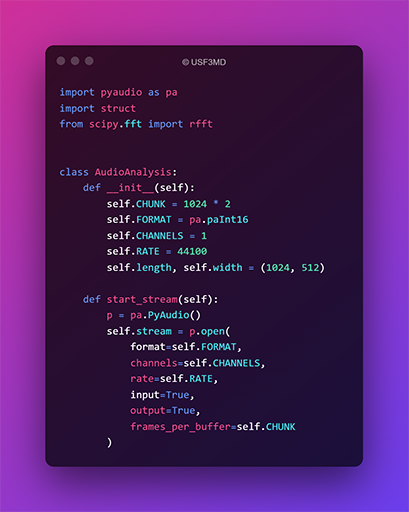 © USF3MD
import pyaudio as pa
import struct
from scipy.fft import rfft
class AudioAnalysis:
def __init__(self):
self.CHUNK = 1024 * 2
self.FORMAT = pa.paInt16
self.CHANNELS = 1
self.RATE = 44100
self.length, self.width = (1024, 512)
def start_stream(self):
p = pa.PyAudio()
self.stream = p.open(
format=self.FORMAT,
channels=self.CHANNELS,
rate=self.RATE,
input=True,
output=True,
frames_per_buffer=self.CHUNK
)